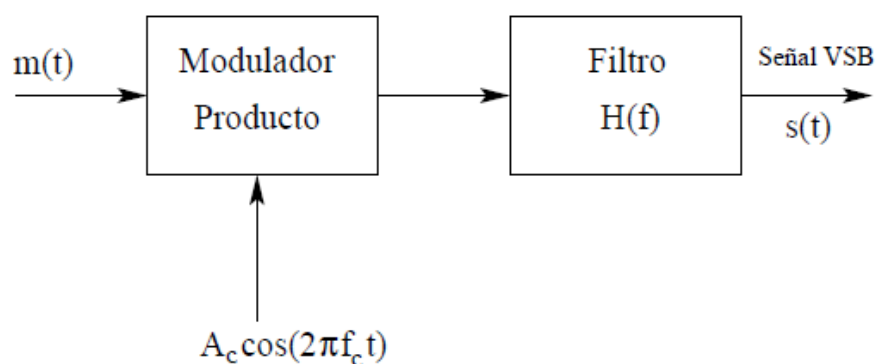 m(t)
Modulador
Producto
Filtro
H(f)
Señal VSB
s(t)
A_c cos(2πf_c t)